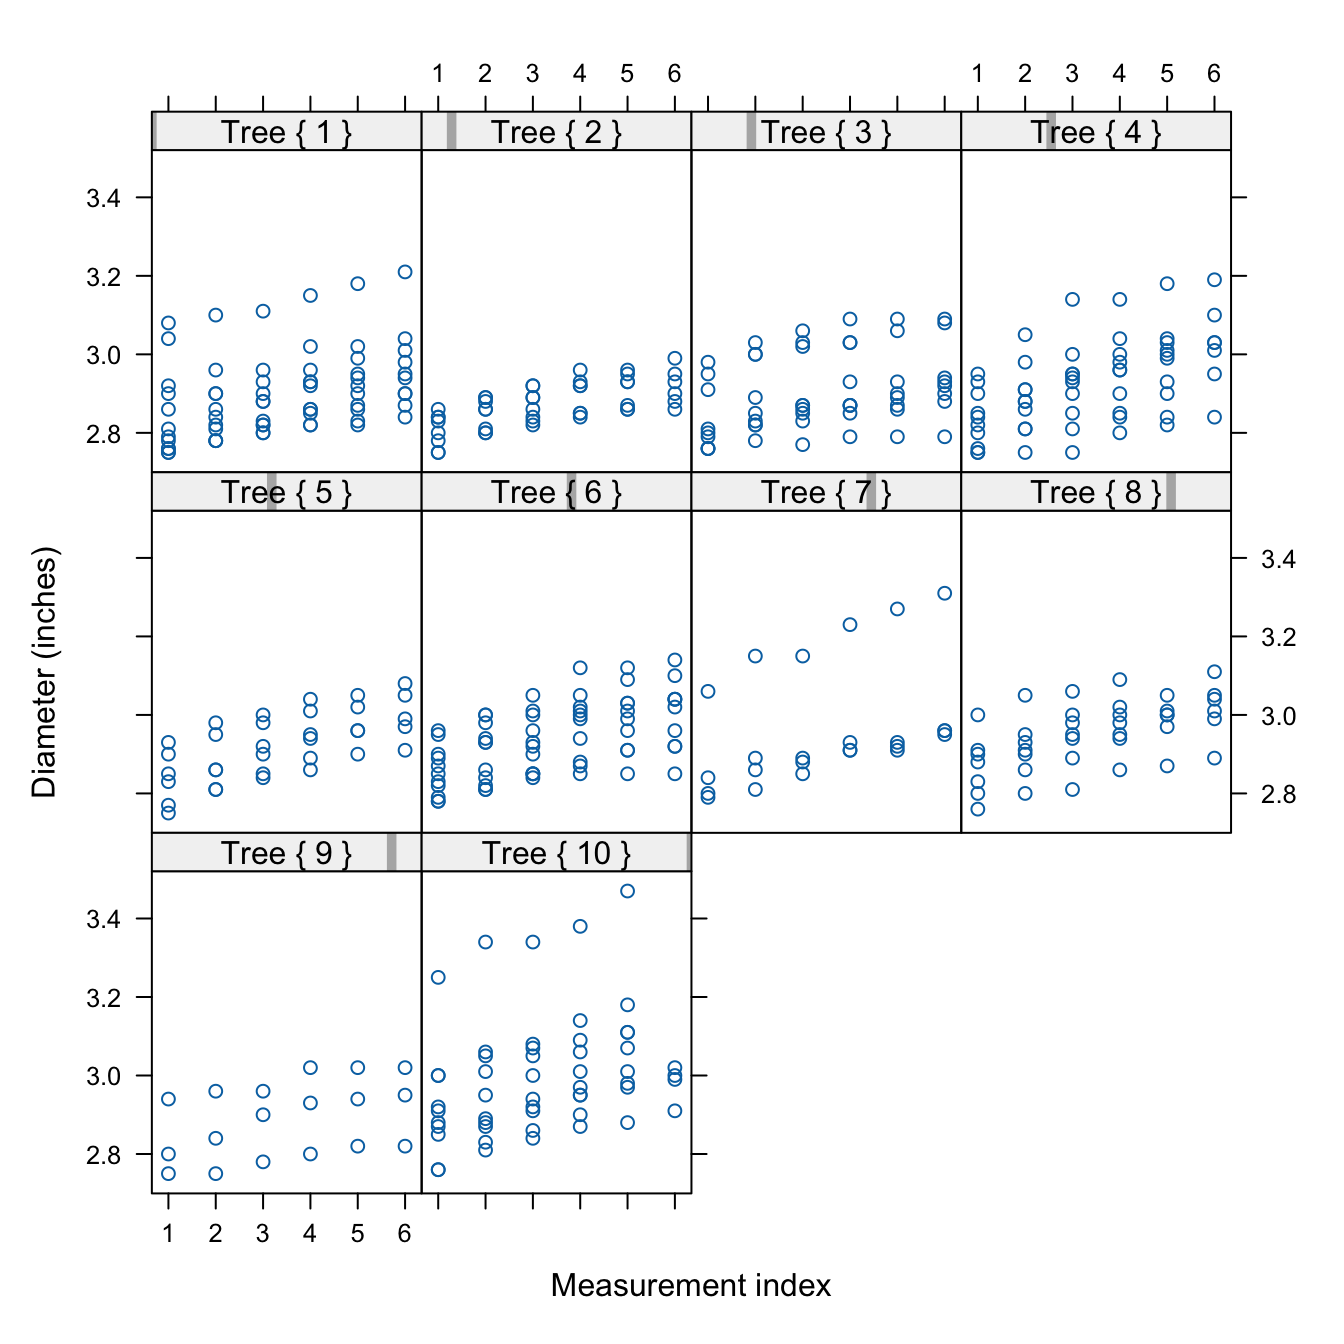 1 2 3 4 5 6 1 2 3 4 5 6
Tree { 1 } Tree { 2 } Tree { 3 } Tree { 4 }
3.4
3.2
3.0
2.8
Tree { 5 } Tree { 6 } Tree { 7 } Tree { 8 }
Diameter (inches)
3.4
3.2
3.0
2.8
Tree { 9 } Tree { 10 }
3.4
3.2
3.0
2.8
1 2 3 4 5 6
Measurement index